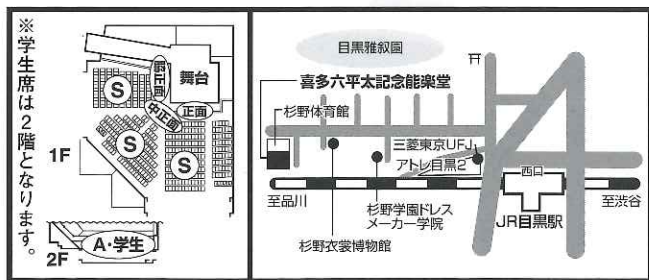 ※学生席は２階となります。
脇正面
舞台
S
中正面
正面
S
S
1F
A・学生
2F
目黒雅叙園
喜多六平太記念能楽堂
杉野体育館
三菱東京UFJ
アトレ目黒2
西口
至品川
杉野学園ドレス
メーカー学院
JR目黒駅
至渋谷
杉野衣裳博物館